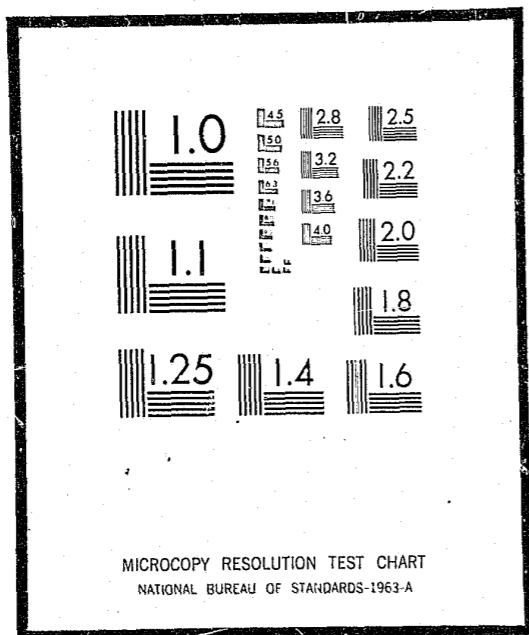 1.0
4.5 2.8 2.5
5.0
5.6 3.2 2.2
6.3
3.6
4.0 2.0
1.1
1.8
1.25 1.4 1.6
MICROCOPY RESOLUTION TEST CHART
NATIONAL BUREAU OF STANDARDS-1963-A